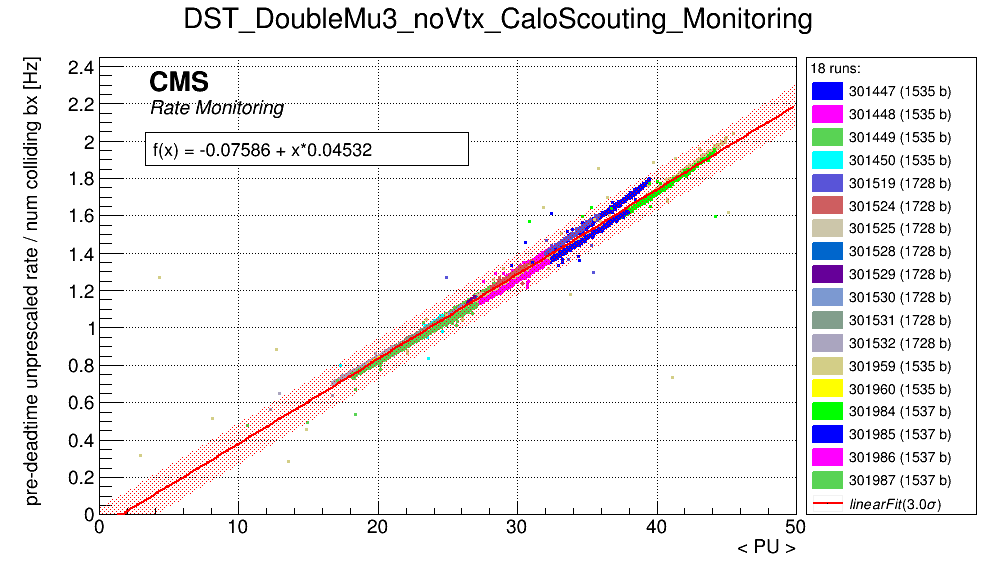 DST_DoubleMu3_noVtx_CaloScouting_Monitoring
pre-deadtime unprescaled rate / num colliding bx [Hz]
2.4
2.2
2
1.8
1.6
1.4
1.2
1
0.8
0.6
0.4
0.2
0
CMS
Rate Monitoring
f(x) = -0.07586 + x*0.04532
0 10 20 30 40 50
< PU >
18 runs:
301447 (1535 b)
301448 (1535 b)
301449 (1535 b)
301450 (1535 b)
301519 (1728 b)
301524 (1728 b)
301525 (1728 b)
301528 (1728 b)
301529 (1728 b)
301530 (1728 b)
301531 (1728 b)
301532 (1728 b)
301959 (1535 b)
301960 (1535 b)
301984 (1537 b)
301985 (1537 b)
301986 (1537 b)
301987 (1537 b)
linearFit(3.0σ)